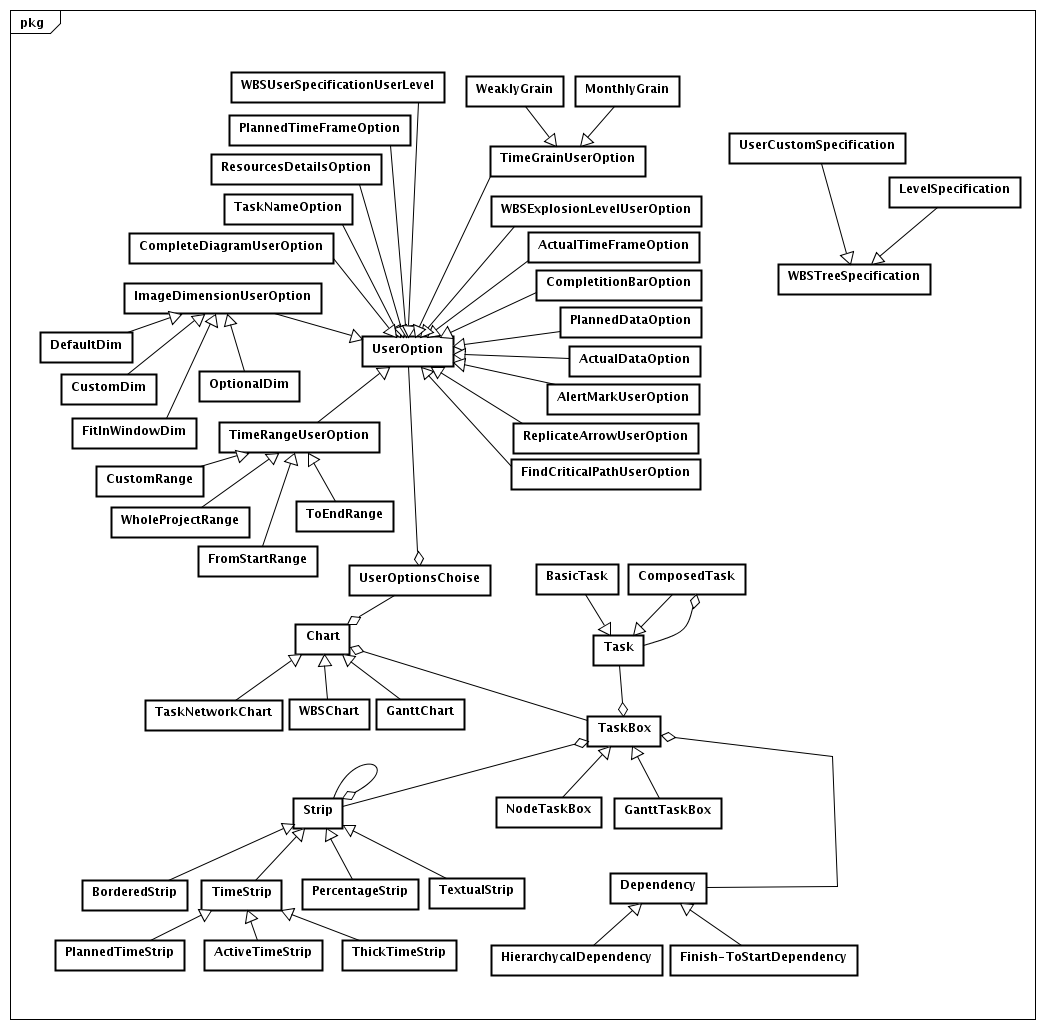 pkg
WBSUserSpecificationUserLevel
WeaklyGrain
MonthlyGrain
PlannedTimeFrameOption
UserCustomSpecification
TimeGrainUserOption
ResourcesDetailsOption
LevelSpecification
TaskNameOption
WBSExplosionLevelUserOption
CompleteDiagramUserOption
ActualTimeFrameOption
WBSTreeSpecification
CompletitionBarOption
ImageDimensionUserOption
PlannedDataOption
DefaultDim
UserOption
ActualDataOption
CustomDim
OptionalDim
AlertMarkUserOption
FitInWindowDim
TimeRangeUserOption
ReplicateArrowUserOption
FindCriticalPathUserOption
CustomRange
WholeProjectRange
ToEndRange
FromStartRange
UserOptionsChoise
BasicTask
ComposedTask
Chart
Task
TaskNetworkChart
WBSChart
GanttChart
TaskBox
Strip
NodeTaskBox
GanttTaskBox
BorderedStrip
TimeStrip
PercentageStrip
TextualStrip
Dependency
PlannedTimeStrip
ActiveTimeStrip
ThickTimeStrip
HierarchycalDependency
Finish-ToStartDependency